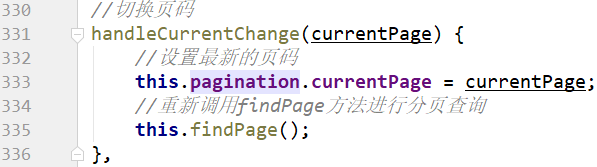 330 //切换页码
331 handleCurrentChange(currentPage) {
332 //设置最新的页码
333 this.pagination.currentPage = currentPage;
334 //重新调用findPage方法进行分页查询
335 this.findPage();
336 },